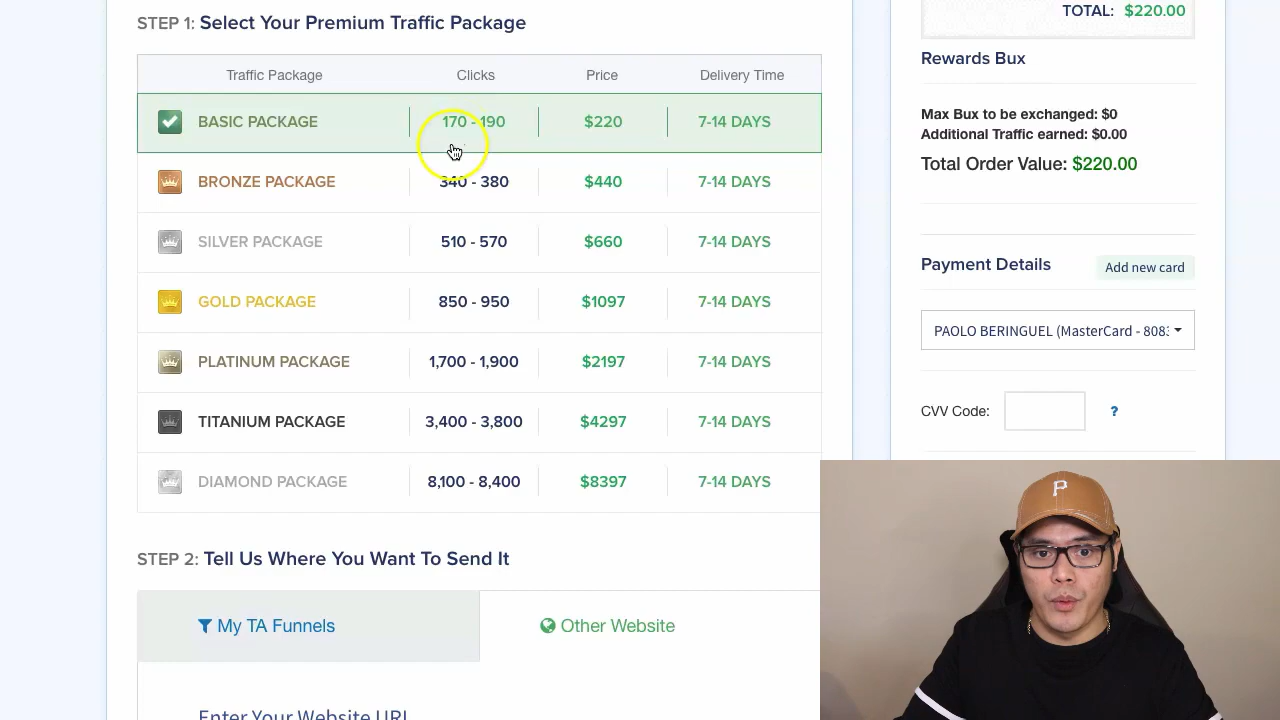 STEP 1: Select Your Premium Traffic Package
Traffic Package Clicks Price Delivery Time
BASIC PACKAGE 170 - 190 $220 7-14 DAYS
BRONZE PACKAGE 340 - 380 $440 7-14 DAYS
SILVER PACKAGE 510 - 570 $660 7-14 DAYS
GOLD PACKAGE 850 - 950 $1097 7-14 DAYS
PLATINUM PACKAGE 1,700 - 1,900 $2197 7-14 DAYS
TITANIUM PACKAGE 3,400 - 3,800 $4297 7-14 DAYS
DIAMOND PACKAGE 8,100 - 8,400 $8397 7-14 DAYS
STEP 2: Tell Us Where You Want To Send It
My TA Funnels
Other Website
Enter Your Website URL
TOTAL: $220.00
Rewards Bux
Max Bux to be exchanged: $0
Additional Traffic earned: $0.00
Total Order Value: $220.00
Payment Details
Add new card
PAOLO BERINGUEL (MasterCard - 808
CVV Code:
?
P